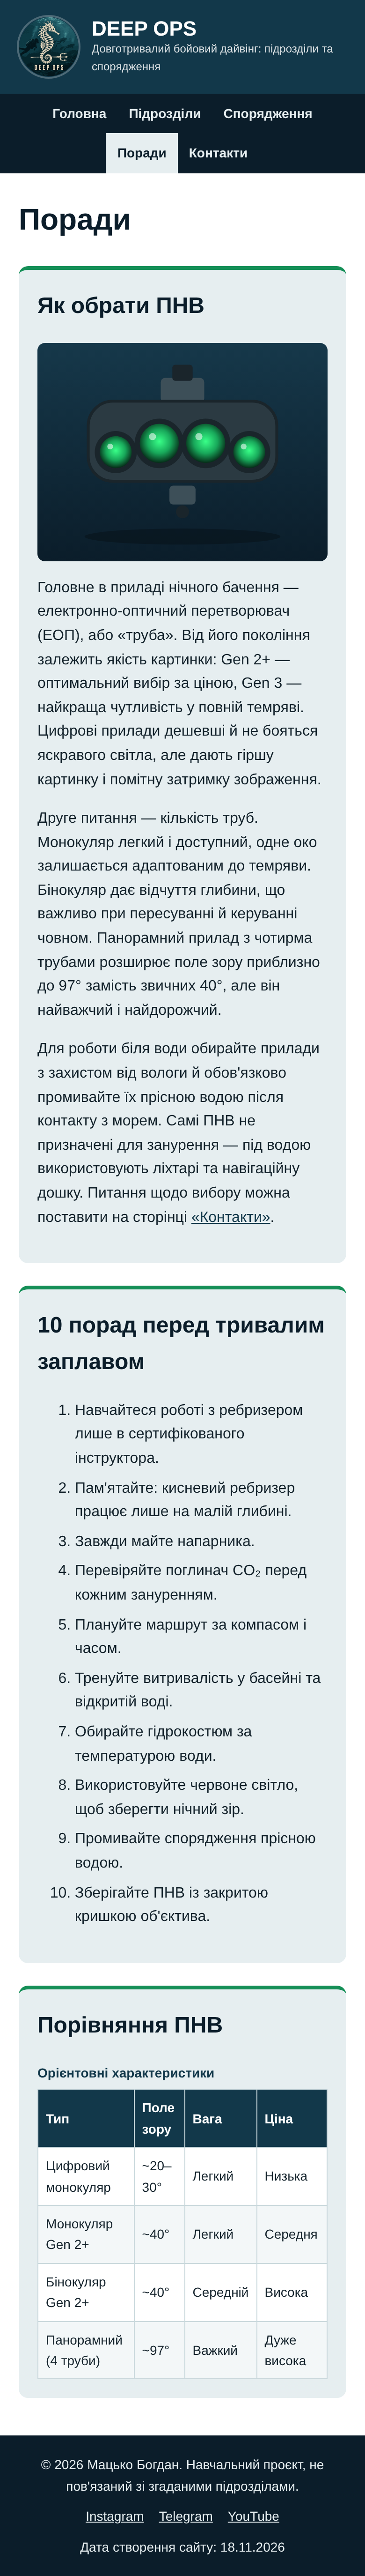 DEEP OPS
DEEP OPS
Довготривалий бойовий дайвінг: підрозділи та
спорядження
Головна Підрозділи Спорядження
Поради Контакти
Поради
Як обрати ПНВ
Головне в приладі нічного бачення —
електронно-оптичний перетворювач
(ЕОП), або «труба». Від його покоління
залежить якість картинки: Gen 2+ —
оптимальний вибір за ціною, Gen 3 —
найкраща чутливість у повній темряві.
Цифрові прилади дешевші й не бояться
яскравого світла, але дають гіршу
картинку і помітну затримку зображення.
Друге питання — кількість труб.
Монокуляр легкий і доступний, одне око
залишається адаптованим до темряви.
Бінокуляр дає відчуття глибини, що
важливо при пересуванні й керуванні
човном. Панорамний прилад з чотирма
трубами розширює поле зору приблизно
до 97° замість звичних 40°, але він
найважчий і найдорожчий.
Для роботи біля води обирайте прилади
з захистом від вологи й обов'язково
промивайте їх прісною водою після
контакту з морем. Самі ПНВ не
призначені для занурення — під водою
використовують ліхтарі та навігаційну
дошку. Питання щодо вибору можна
поставити на сторінці «Контакти».
10 порад перед тривалим
заплавом
1. Навчайтеся роботі з ребризером
лише в сертифікованого
інструктора.
2. Пам'ятайте: кисневий ребризер
працює лише на малій глибині.
3. Завжди майте напарника.
4. Перевіряйте поглинач CO₂ перед
кожним зануренням.
5. Плануйте маршрут за компасом і
часом.
6. Тренуйте витривалість у басейні та
відкритій воді.
7. Обирайте гідрокостюм за
температурою води.
8. Використовуйте червоне світло,
щоб зберегти нічний зір.
9. Промивайте спорядження прісною
водою.
10. Зберігайте ПНВ із закритою
кришкою об'єктива.
Порівняння ПНВ
Орієнтовні характеристики
Тип Поле зору Вага Ціна
Цифровий монокуляр ~20–30° Легкий Низька
Монокуляр Gen 2+ ~40° Легкий Середня
Бінокуляр Gen 2+ ~40° Середній Висока
Панорамний (4 труби) ~97° Важкий Дуже висока
© 2026 Мацько Богдан. Навчальний проєкт, не
пов'язаний зі згаданими підрозділами.
Instagram Telegram YouTube
Дата створення сайту: 18.11.2026